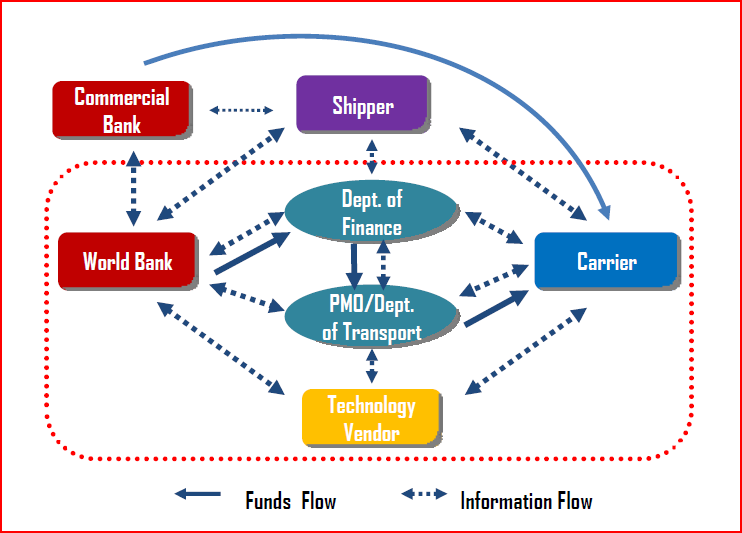 Commercial
Bank
Shipper
Dept. of
Finance
World Bank
Carrier
PMO/Dept.
of Transport
Technology
Vendor
Funds Flow
Information Flow